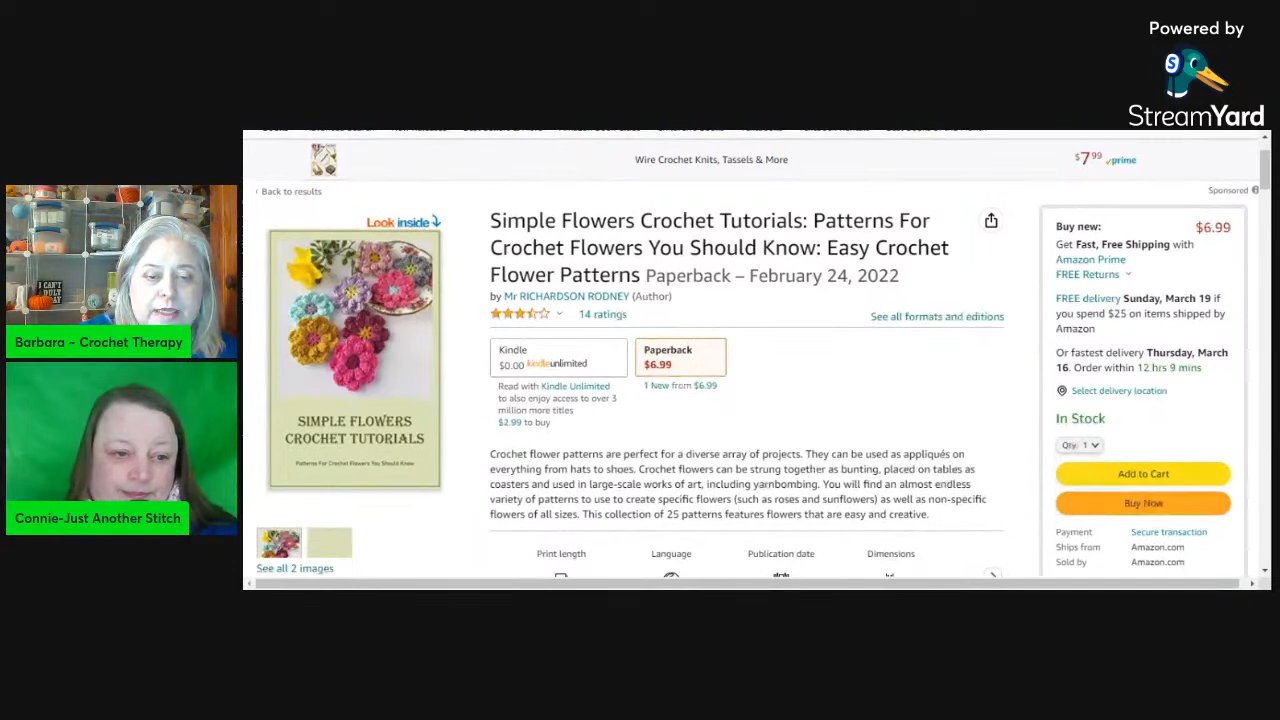 Powered by
StreamYard
Wire Crochet Knits, Tassels & More
$7.99 prime
‹ Back to results
Sponsored
Look inside
Simple Flowers Crochet Tutorials: Patterns For
Crochet Flowers You Should Know: Easy Crochet
Flower Patterns Paperback – February 24, 2022
by Mr RICHARDSON RODNEY (Author)
14 ratings
See all formats and editions
Kindle
$0.00 kindleunlimited
Read with Kindle Unlimited
to also enjoy access to over 3
million more titles
$2.99 to buy
Paperback
$6.99
1 New from $6.99
Crochet flower patterns are perfect for a diverse array of projects. They can be used as appliqués on
everything from hats to shoes. Crochet flowers can be strung together as bunting, placed on tables as
coasters and used in large-scale works of art, including yarnbombing. You will find an almost endless
variety of patterns to use to create specific flowers (such as roses and sunflowers) as well as non-specific
flowers of all sizes. This collection of 25 patterns features flowers that are easy and creative.
Print length
Language
Publication date
Dimensions
SIMPLE FLOWERS
CROCHET TUTORIALS
Patterns For Crochet Flowers You Should Know
See all 2 images
Buy new: $6.99
Get Fast, Free Shipping with
Amazon Prime
FREE Returns
FREE delivery Sunday, March 19 if
you spend $25 on items shipped by
Amazon
Or fastest delivery Thursday, March
16. Order within 12 hrs 9 mins
Select delivery location
In Stock
Qty: 1
Add to Cart
Buy Now
Payment Secure transaction
Ships from Amazon.com
Sold by Amazon.com
I CAN'T
ADULT
Barbara – Crochet Therapy
Connie-Just Another Stitch